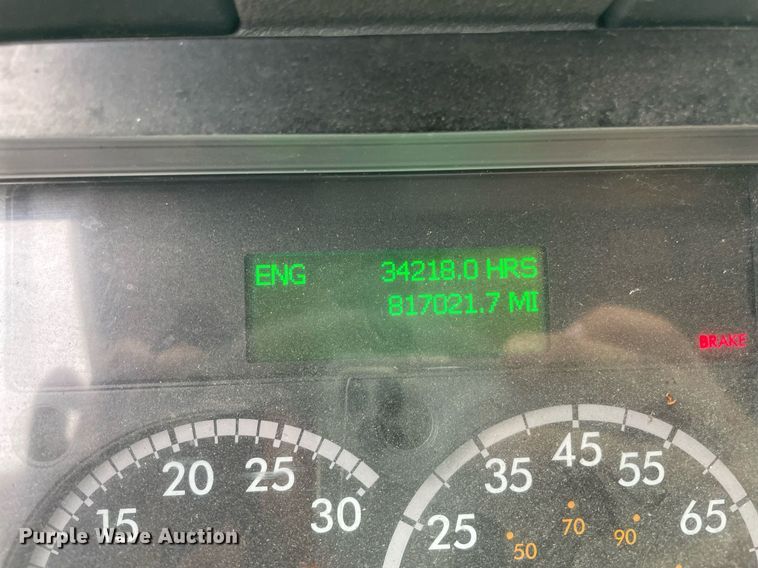 ENG 34218.0 HRS
817021.7 MI
BRAKE
15 20 25 30
25 35 45 55 65
50 70 90
Purple Wave Auction